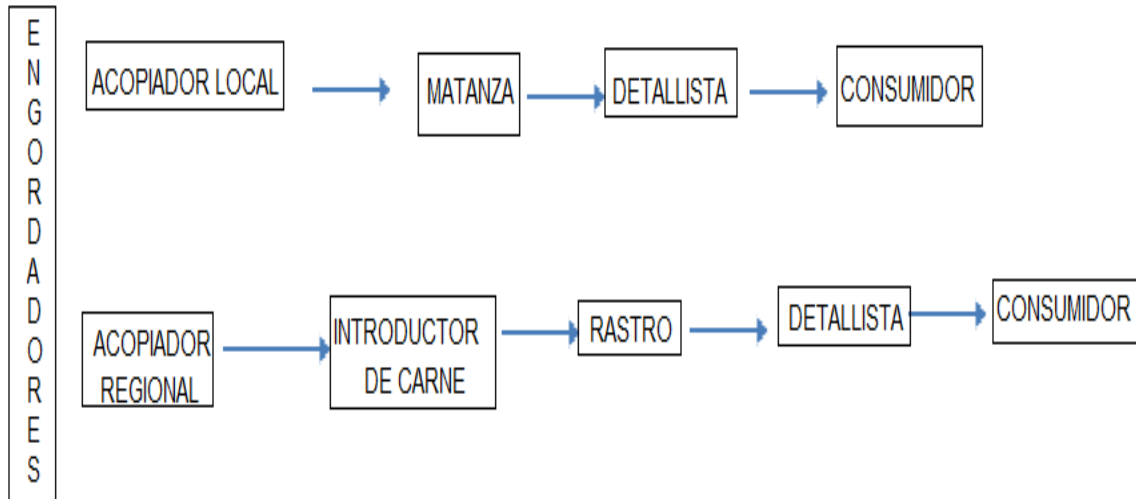 ENGORDADORES
ACOPIADOR LOCAL
MATANZA
DETALLISTA
CONSUMIDOR
ACOPIADOR
REGIONAL
INTRODUCTOR
DE CARNE
RASTRO
DETALLISTA
CONSUMIDOR